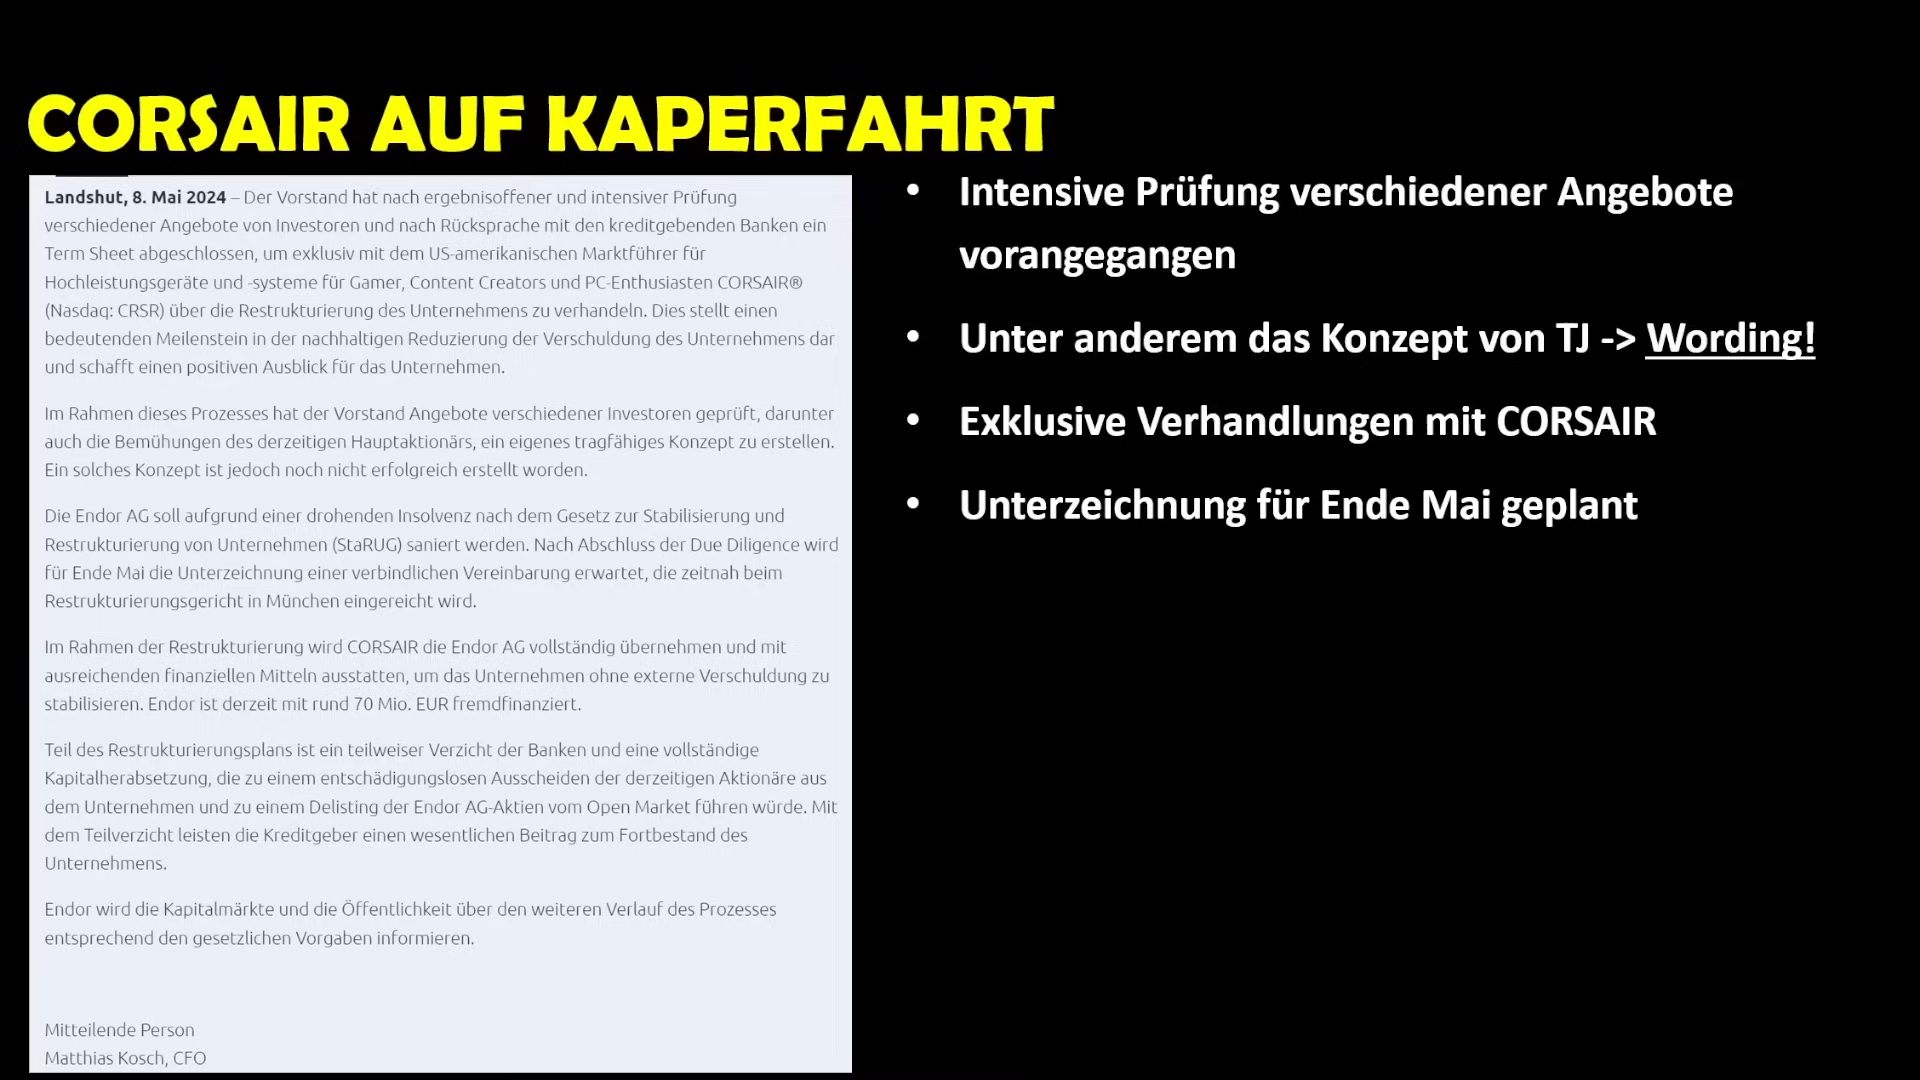 CORSAIR AUF KAPERFAHRT
Landshut, 8. Mai 2024 – Der Vorstand hat nach ergebnisoffener und intensiver Prüfung
verschiedener Angebote von Investoren und nach Rücksprache mit den kreditgebenden Banken ein
Term Sheet abgeschlossen, um exklusiv mit dem US-amerikanischen Marktführer für
Hochleistungsgeräte und -systeme für Gamer, Content Creators und PC-Enthusiasten CORSAIR®
(Nasdaq: CRSR) über die Restrukturierung des Unternehmens zu verhandeln. Dies stellt einen
bedeutenden Meilenstein in der nachhaltigen Reduzierung der Verschuldung des Unternehmens dar
und schafft einen positiven Ausblick für das Unternehmen.
Im Rahmen dieses Prozesses hat der Vorstand Angebote verschiedener Investoren geprüft, darunter
auch die Bemühungen des derzeitigen Hauptaktionärs, ein eigenes tragfähiges Konzept zu erstellen.
Ein solches Konzept ist jedoch noch nicht erfolgreich erstellt worden.
Die Endor AG soll aufgrund einer drohenden Insolvenz nach dem Gesetz zur Stabilisierung und
Restrukturierung von Unternehmen (StaRUG) saniert werden. Nach Abschluss der Due Diligence wird
für Ende Mai die Unterzeichnung einer verbindlichen Vereinbarung erwartet, die zeitnah beim
Restrukturierungsgericht in München eingereicht wird.
Im Rahmen der Restrukturierung wird CORSAIR die Endor AG vollständig übernehmen und mit
ausreichenden finanziellen Mitteln ausstatten, um das Unternehmen ohne externe Verschuldung zu
stabilisieren. Endor ist derzeit mit rund 70 Mio. EUR fremdfinanziert.
Teil des Restrukturierungsplans ist ein teilweiser Verzicht der Banken und eine vollständige
Kapitalherabsetzung, die zu einem entschädigungslosen Ausscheiden der derzeitigen Aktionäre aus
dem Unternehmen und zu einem Delisting der Endor AG-Aktien vom Open Market führen würde. Mit
dem Teilverzicht leisten die Kreditgeber einen wesentlichen Beitrag zum Fortbestand des
Unternehmens.
Endor wird die Kapitalmärkte und die Öffentlichkeit über den weiteren Verlauf des Prozesses
entsprechend den gesetzlichen Vorgaben informieren.
Mitteilende Person
Matthias Kosch, CFO
• Intensive Prüfung verschiedener Angebote
vorangegangen
• Unter anderem das Konzept von TJ -> Wording!
• Exklusive Verhandlungen mit CORSAIR
• Unterzeichnung für Ende Mai geplant